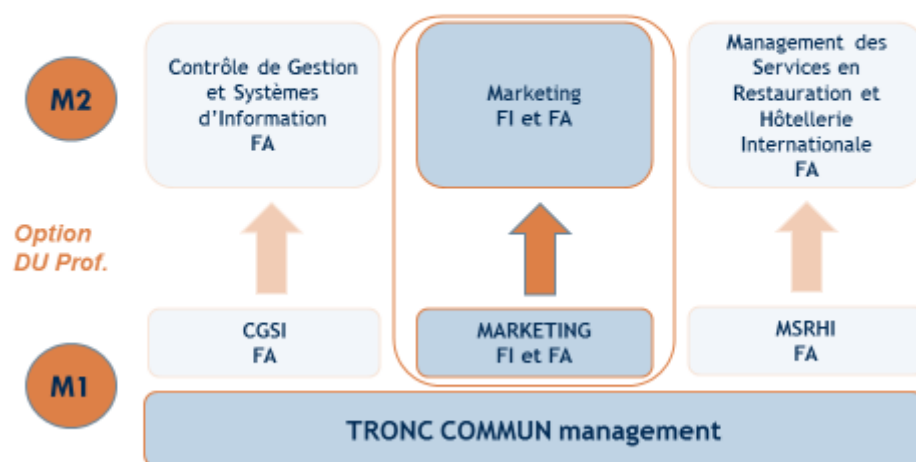 M2
Contrôle de Gestion
et Systèmes
d'Information
FA
Marketing
FI et FA
Management des
Services en
Restauration et
Hôtellerie
Internationale
FA
Option
DU Prof.
M1
CGSI
FA
MARKETING
FI et FA
MSRHI
FA
TRONC COMMUN management